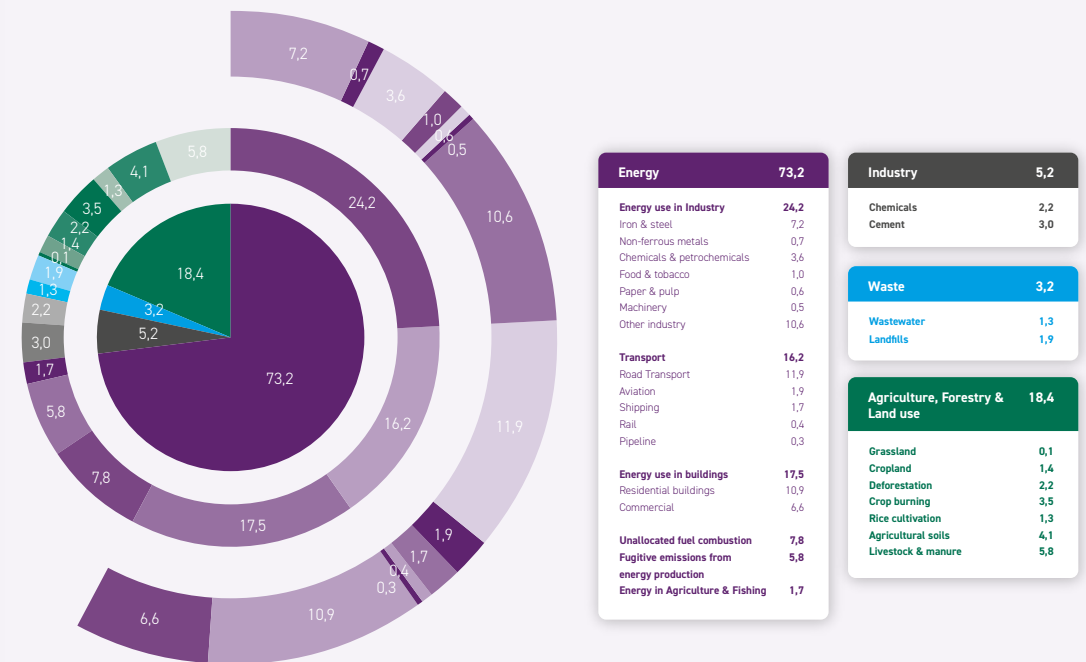 7,2
0,7
3,6
1,0
0,6
0,5
10,6
11,9
1,9
1,7
0,4
0,3
10,9
6,6
24,2
16,2
17,5
7,8
5,8
1,7
3,0
2,2
1,3
1,9
0,1
1,4
2,2
3,5
1,3
4,1
5,8
18,4
3,2
5,2
73,2
Energy 73,2
Energy use in Industry 24,2
Iron & steel 7,2
Non-ferrous metals 0,7
Chemicals & petrochemicals 3,6
Food & tobacco 1,0
Paper & pulp 0,6
Machinery 0,5
Other industry 10,6
Transport 16,2
Road Transport 11,9
Aviation 1,9
Shipping 1,7
Rail 0,4
Pipeline 0,3
Energy use in buildings 17,5
Residential buildings 10,9
Commercial 6,6
Unallocated fuel combustion 7,8
Fugitive emissions from 5,8
energy production
Energy in Agriculture & Fishing 1,7
Industry 5,2
Chemicals 2,2
Cement 3,0
Waste 3,2
Wastewater 1,3
Landfills 1,9
Agriculture, Forestry & 18,4
Land use
Grassland 0,1
Cropland 1,4
Deforestation 2,2
Crop burning 3,5
Rice cultivation 1,3
Agricultural soils 4,1
Livestock & manure 5,8